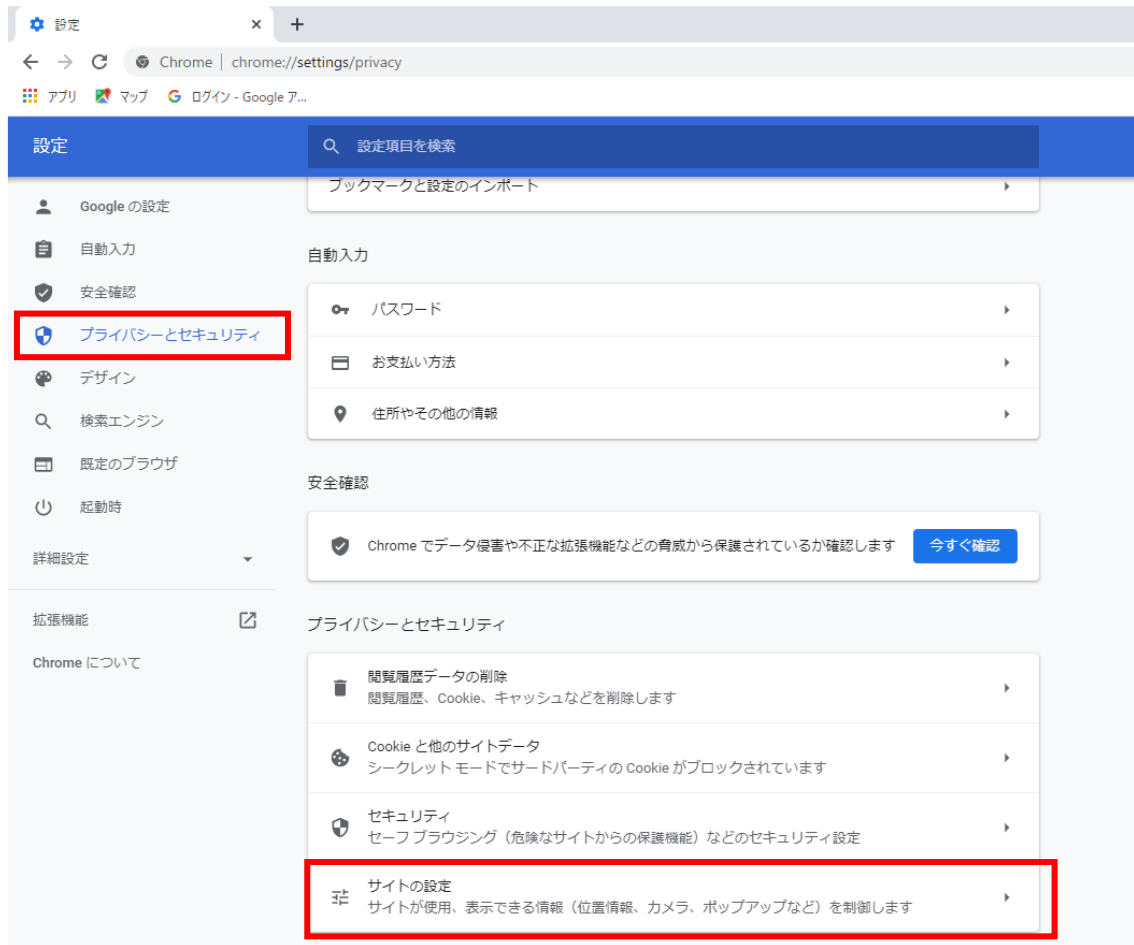 設定
Chrome | chrome://settings/privacy
アプリ マップ ログイン - Google ア...
設定
設定項目を検索
Google の設定
自動入力
安全確認
プライバシーとセキュリティ
デザイン
検索エンジン
既定のブラウザ
起動時
詳細設定
拡張機能
Chrome について
ブックマークと設定のインポート
自動入力
パスワード
お支払い方法
住所やその他の情報
安全確認
Chrome でデータ侵害や不正な拡張機能などの脅威から保護されているか確認します
今すぐ確認
プライバシーとセキュリティ
閲覧履歴データの削除
閲覧履歴、Cookie、キャッシュなどを削除します
Cookie と他のサイトデータ
シークレット モードでサードパーティの Cookie がブロックされています
セキュリティ
セーフ ブラウジング（危険なサイトからの保護機能）などのセキュリティ設定
サイトの設定
サイトが使用、表示できる情報（位置情報、カメラ、ポップアップなど）を制御します